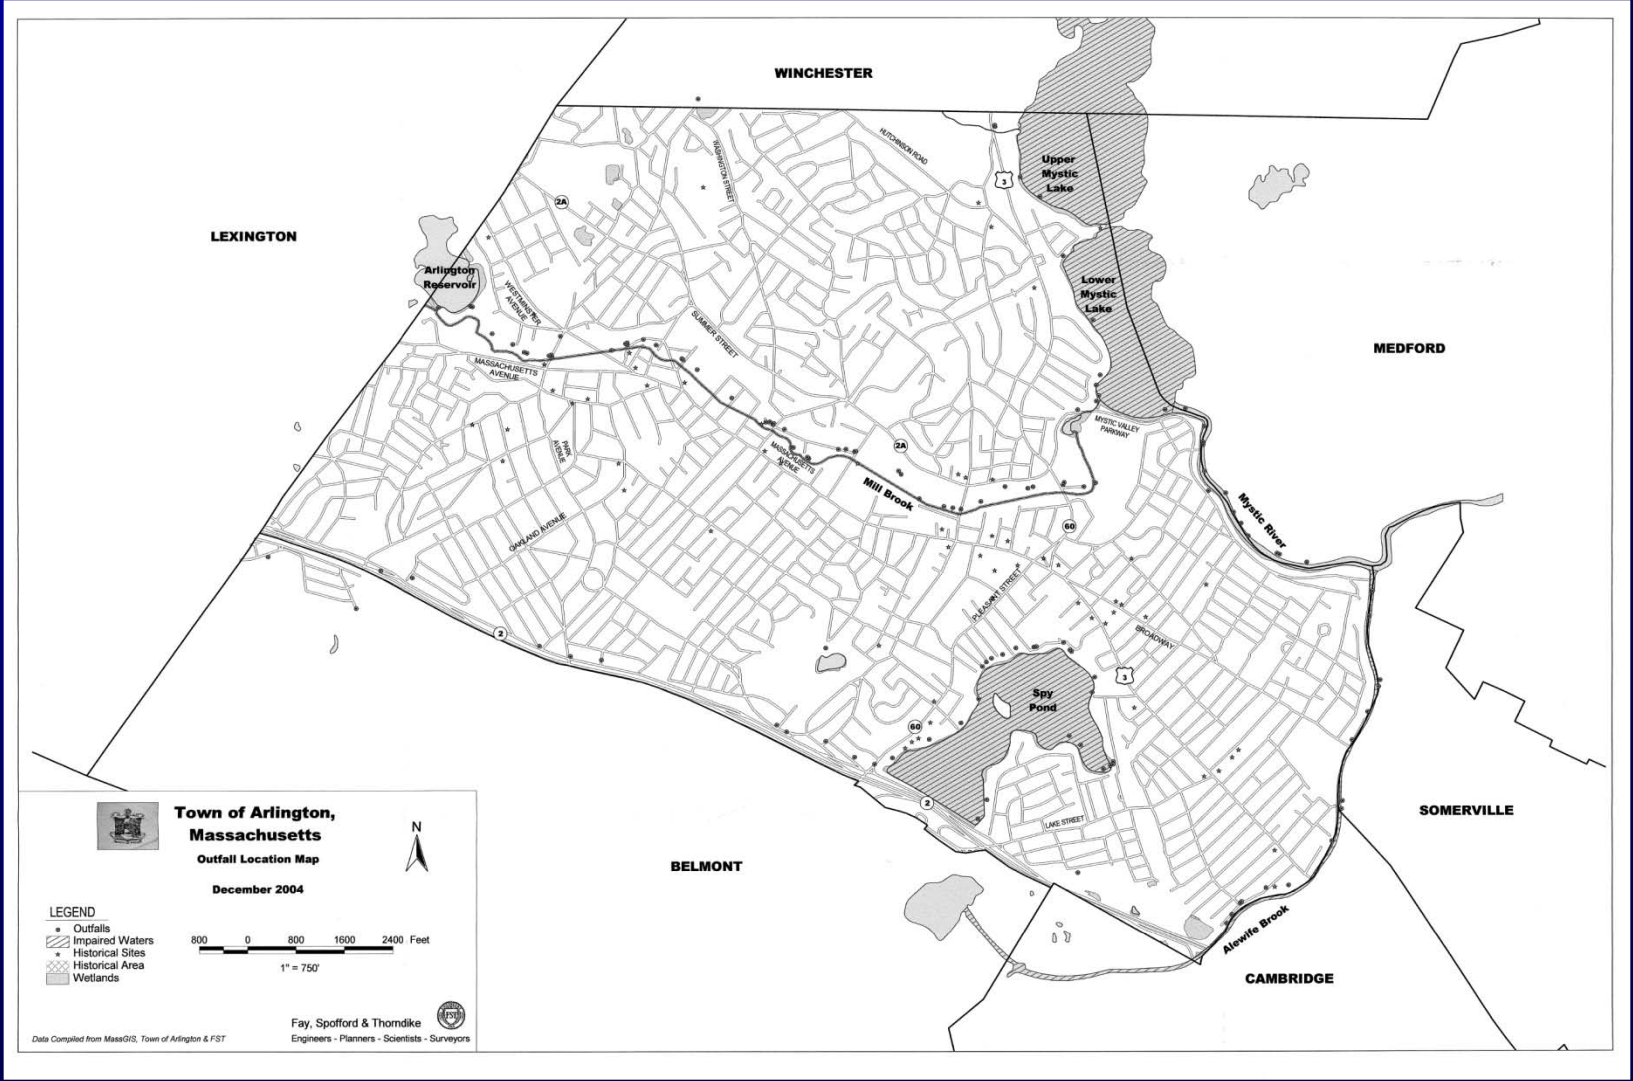 WINCHESTER
HUTCHINSON ROAD
WASHINGTON STREET
3
Upper
Mystic
Lake
2A
LEXINGTON
Arlington
Reservoir
WESTMINSTER
AVENUE
Lower
Mystic
Lake
SUMMER STREET
MEDFORD
MASSACHUSETTS
AVENUE
PARK
AVENUE
MYSTIC VALLEY
PARKWAY
2A
MASSACHUSETTS
AVENUE
Mill Brook
Mystic River
OAKLAND AVENUE
60
PLEASANT STREET
2
BROADWAY
3
Spy
Pond
60
2
LAKE STREET
SOMERVILLE
BELMONT
Alewife Brook
CAMBRIDGE
Town of Arlington,
Massachusetts
Outfall Location Map
December 2004
N
LEGEND
Outfalls
Impaired Waters
Historical Sites
Historical Area
Wetlands
800 0 800 1600 2400 Feet
1" = 750'
Fay, Spofford & Thorndike
FST
Engineers - Planners - Scientists - Surveyors
Data Compiled from MassGIS, Town of Arlington & FST